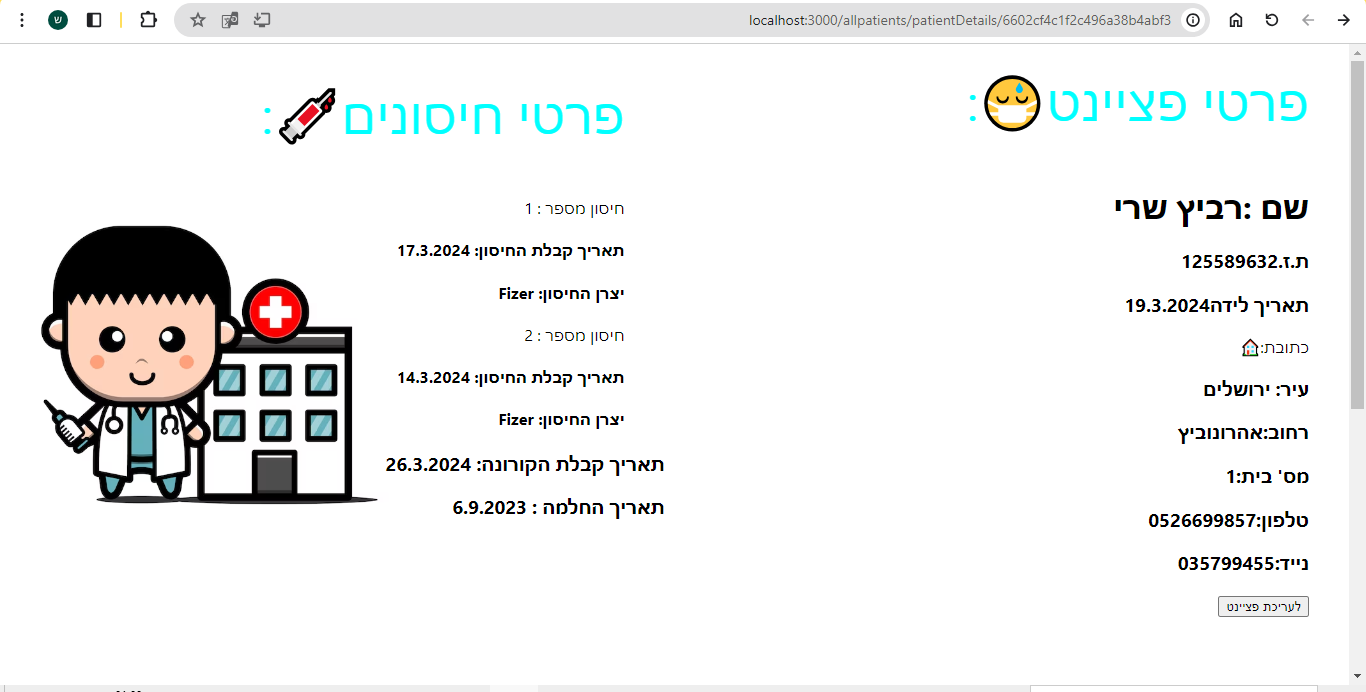 localhost:3000/allpatients/patientDetails/6602cf4c1f2c496a38b4abf3
ש
פרטי פציינט:
שם :רביץ שרי
ת.ז.125589632
תאריך לידה19.3.2024
כתובת:
עיר: ירושלים
רחוב:אהרונוביץ
מס' בית:1
טלפון:0526699857
נייד:035799455
לעריכת פציינט
פרטי חיסונים:
חיסון מספר : 1
תאריך קבלת החיסון: 17.3.2024
יצרן החיסון: Fizer
חיסון מספר : 2
תאריך קבלת החיסון: 14.3.2024
יצרן החיסון: Fizer
תאריך קבלת הקורונה: 26.3.2024
תאריך החלמה : 6.9.2023